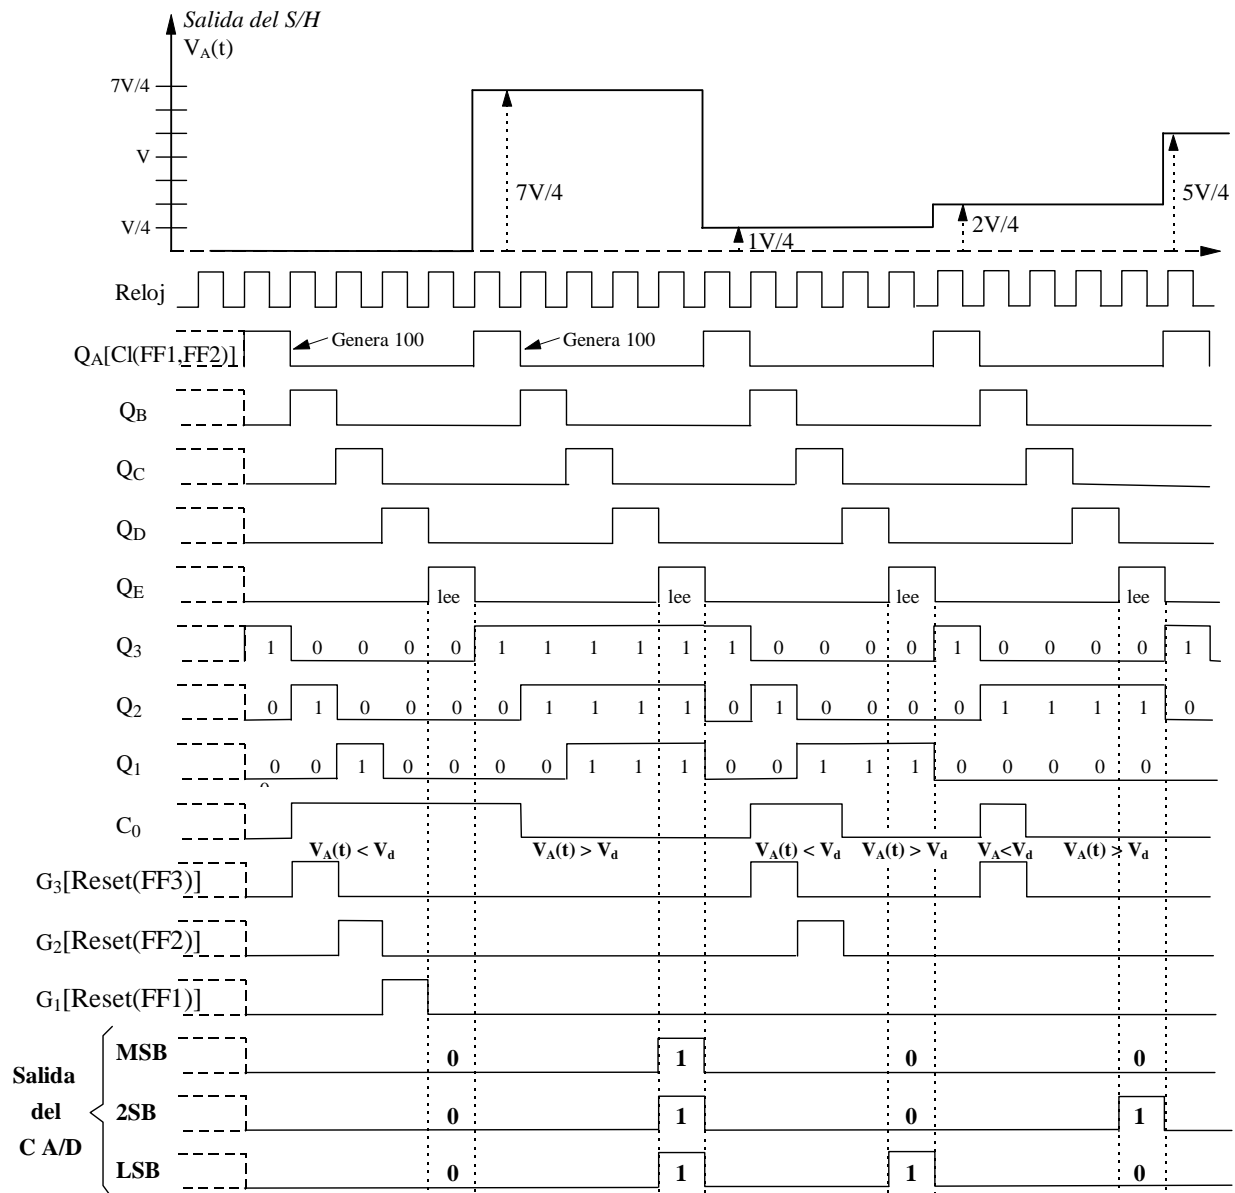 Salida del S/H
V_A(t)
7V/4
V
V/4
7V/4
1V/4
2V/4
5V/4
Reloj
Q_A[Cl(FF1,FF2)]
Genera 100
Genera 100
Q_B
Q_C
Q_D
Q_E
lee lee lee lee
Q_3
1 0 0 0 0 1 1 1 1 1 1 0 0 0 0 1 0 0 0 0 1
Q_2
0 1 0 0 0 0 1 1 1 1 0 1 0 0 0 0 1 1 1 1 0
Q_1
0 0 1 0 0 0 0 1 1 1 0 0 1 1 1 0 0 0 0 0
C_0
V_A(t) < V_d V_A(t) > V_d V_A(t) < V_d V_A(t) > V_d V_A<V_d V_A(t) > V_d
G_3[Reset(FF3)]
G_2[Reset(FF2)]
G_1[Reset(FF1)]
Salida
del
C A/D
MSB
0 1 0 0
2SB
0 1 0 1
LSB
0 1 1 0